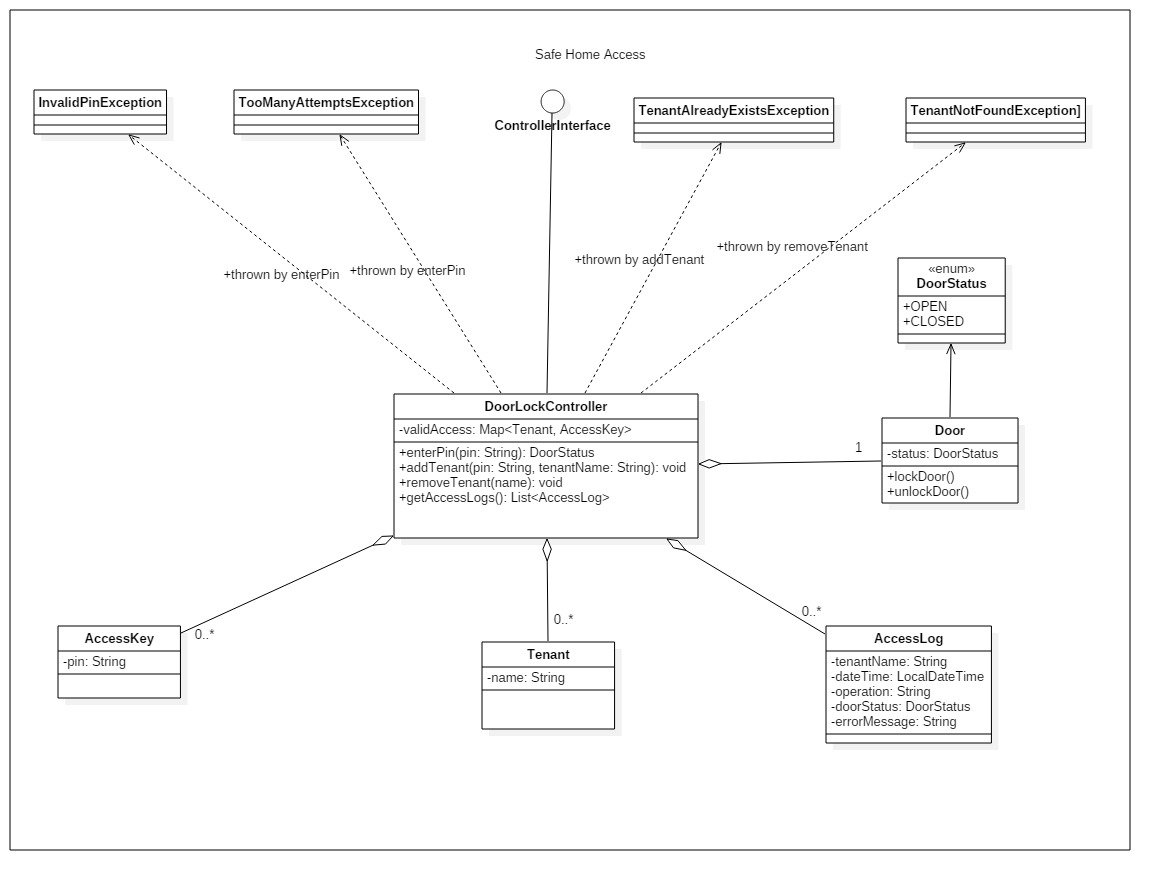 Safe Home Access
InvalidPinException
TooManyAttemptsException
ControllerInterface
TenantAlreadyExistsException
TenantNotFoundException]
+thrown by enterPin
+thrown by enterPin
+thrown by addTenant
+thrown by removeTenant
«enum»
DoorStatus
+OPEN
+CLOSED
DoorLockController
-validAccess: Map<Tenant, AccessKey>
+enterPin(pin: String): DoorStatus
+addTenant(pin: String, tenantName: String): void
+removeTenant(name): void
+getAccessLogs(): List<AccessLog>
1
Door
-status: DoorStatus
+lockDoor()
+unlockDoor()
0..*
0..*
0..*
AccessKey
-pin: String
Tenant
-name: String
AccessLog
-tenantName: String
-dateTime: LocalDateTime
-operation: String
-doorStatus: DoorStatus
-errorMessage: String